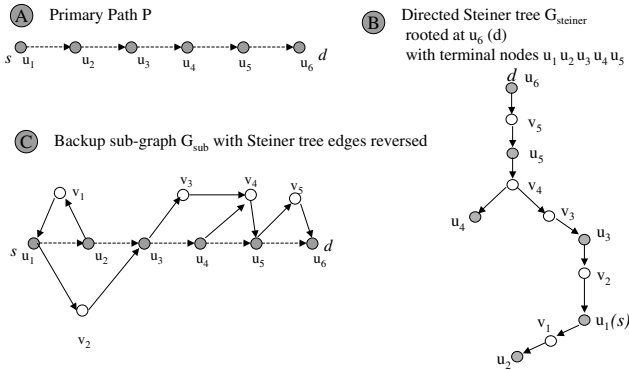 A Primary Path P
s u1 u2 u3 u4 u5 u6 d
B Directed Steiner tree Gsteiner
rooted at u6 (d)
with terminal nodes u1 u2 u3 u4 u5
d u6
v5
u5
v4
u4
v3
u3
v2
u1(s)
v1
u2
C Backup sub-graph Gsub with Steiner tree edges reversed
v1 v3 v4 v5
s u1 u2 u3 u4 u5 u6 d
v2